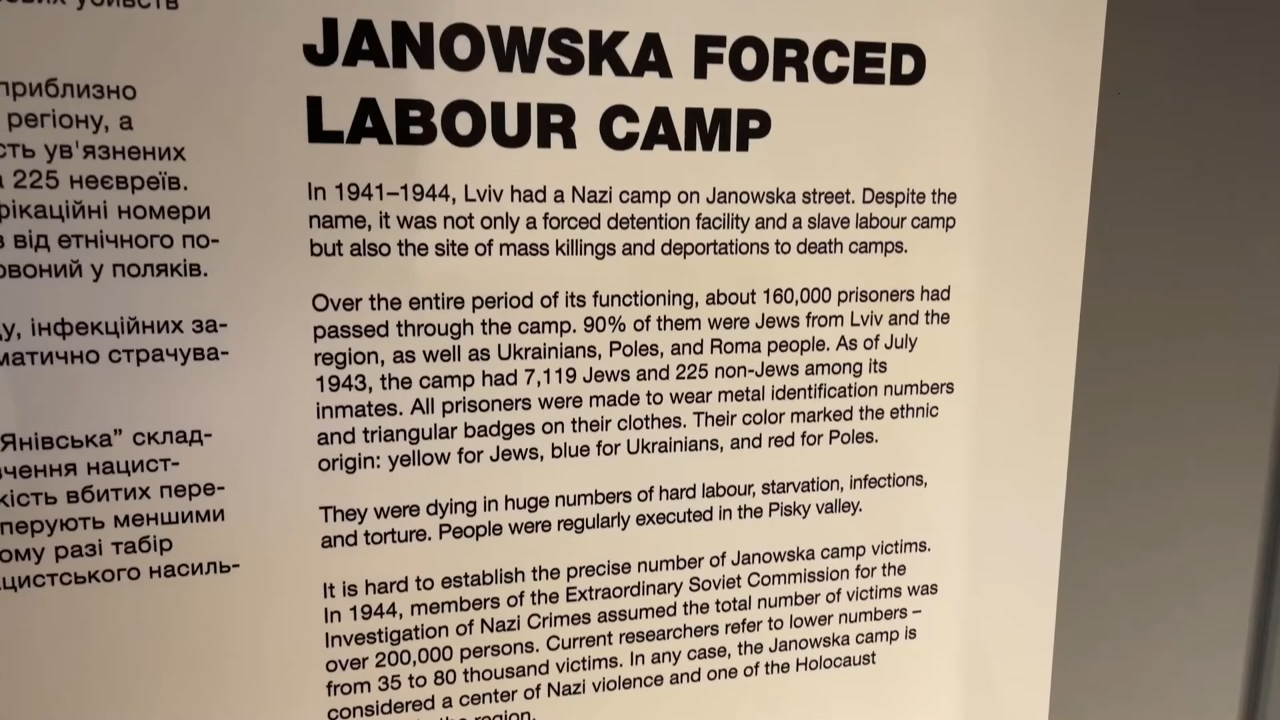 приблизно
регіону, а
ув'язнених
225 неєвреїв.
номери
від етнічного по-
у поляків.
інфекційних за-
страчува-
Янівська” склад-
нацист-
вбитих пере-
меншими
разі табір
насиль-
JANOWSKA FORCED
LABOUR CAMP
In 1941–1944, Lviv had a Nazi camp on Janowska street. Despite the
name, it was not only a forced detention facility and a slave labour camp
but also the site of mass killings and deportations to death camps.
Over the entire period of its functioning, about 160,000 prisoners had
passed through the camp. 90% of them were Jews from Lviv and the
region, as well as Ukrainians, Poles, and Roma people. As of July
1943, the camp had 7,119 Jews and 225 non-Jews among its
inmates. All prisoners were made to wear metal identification numbers
and triangular badges on their clothes. Their color marked the ethnic
origin: yellow for Jews, blue for Ukrainians, and red for Poles.
They were dying in huge numbers of hard labour, starvation, infections,
and torture. People were regularly executed in the Pisky valley.
It is hard to establish the precise number of Janowska camp victims.
In 1944, members of the Extraordinary Soviet Commission for the
Investigation of Nazi Crimes assumed the total number of victims was
over 200,000 persons. Current researchers refer to lower numbers –
from 35 to 80 thousand victims. In any case, the Janowska camp is
considered a center of Nazi violence and one of the Holocaust
region.